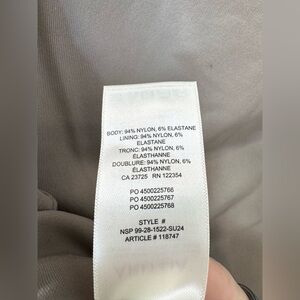 BODY: 94% NYLON, 6% ELASTANE
LINING: 94% NYLON, 6%
ELASTANE
TRONC: 94% NYLON, 6%
ÉLASTHANNE
DOUBLURE: 94% NYLON, 6%
ÉLASTHANNE
CA 23725 RN 122354
PO 4500225766
PO 4500225767
PO 4500225768
STYLE #
NSP 99-28-1522-SU24
ARTICLE # 118747